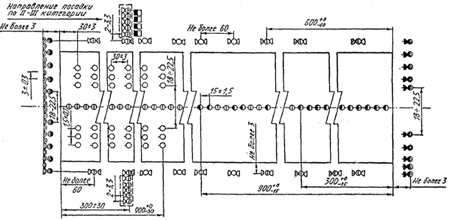 Направление посадки
по II-III категории
Не более 3
30±3
2÷3,5
Не более 60
600
30±3
18÷22,5
15±1,5
3±0,3
18÷22,5
18÷22,5
Не более 3
Не более
60
2÷3,5
300±30
900
900
300
Не более 3